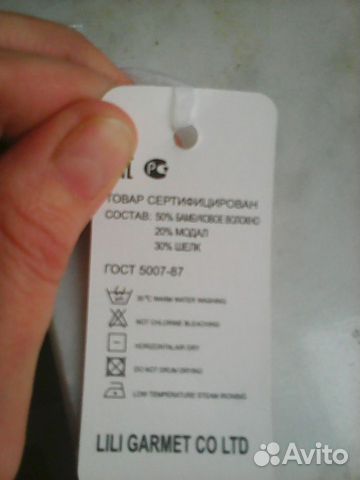 ТОВАР СЕРТИФИЦИРОВАН
СОСТАВ: 50% БАМБУКОВОЕ ВОЛОКНО
20% МОДАЛ
30% ШЕЛК
ГОСТ 5007-87
30°C WARM WATER WASHING
NOT CHLORINE BLEACHING
HORIZONTAL AIR DRY
DO NOT DRUM DRYING
LOW TEMPERATURE STEAM IRONING
LILI GARMET CO LTD
Avito